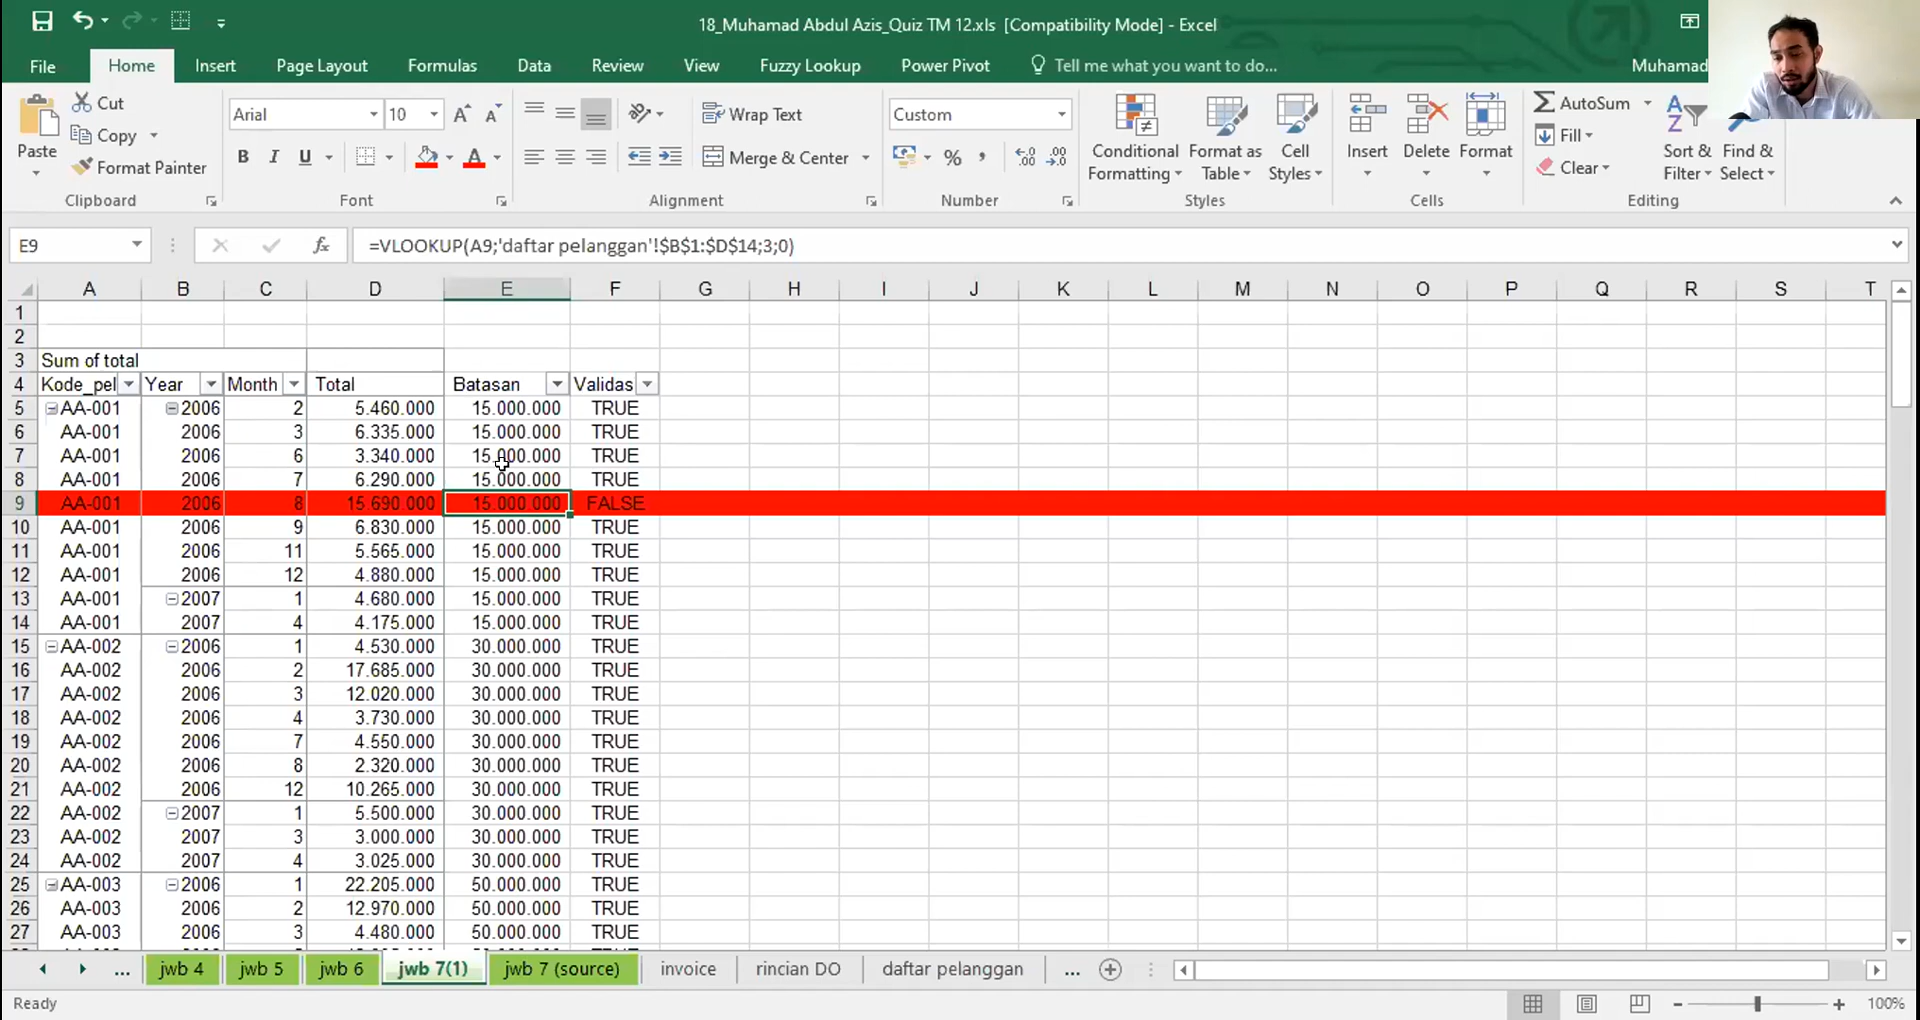 18_Muhamad Abdul Azis_Quiz TM 12.xls [Compatibility Mode] - Excel
File Home Insert Page Layout Formulas Data Review View Fuzzy Lookup Power Pivot Tell me what you want to do... Muhamad
Paste Cut Copy Format Painter
Clipboard
Arial 10
B I U A
Font
Wrap Text
Merge & Center
Alignment
Custom
%
Number
Conditional Formatting Format as Table Cell Styles
Styles
Insert Delete Format
Cells
AutoSum Fill Clear Sort & Filter Find & Select
Editing
E9 fx =VLOOKUP(A9;'daftar pelanggan'!$B$1:$D$14;3;0)
A B C D E F G H I J K L M N O P Q R S T
1
2
3 Sum of total
4 Kode_pel Year Month Total Batasan Validas
5 AA-001 2006 2 5.460.000 15.000.000 TRUE
6 AA-001 2006 3 6.335.000 15.000.000 TRUE
7 AA-001 2006 6 3.340.000 15.000.000 TRUE
8 AA-001 2006 7 6.290.000 15.000.000 TRUE
9 AA-001 2006 8 15.690.000 15.000.000 FALSE
10 AA-001 2006 9 6.830.000 15.000.000 TRUE
11 AA-001 2006 11 5.565.000 15.000.000 TRUE
12 AA-001 2006 12 4.880.000 15.000.000 TRUE
13 AA-001 2007 1 4.680.000 15.000.000 TRUE
14 AA-001 2007 4 4.175.000 15.000.000 TRUE
15 AA-002 2006 1 4.530.000 30.000.000 TRUE
16 AA-002 2006 2 17.685.000 30.000.000 TRUE
17 AA-002 2006 3 12.020.000 30.000.000 TRUE
18 AA-002 2006 4 3.730.000 30.000.000 TRUE
19 AA-002 2006 7 4.550.000 30.000.000 TRUE
20 AA-002 2006 8 2.320.000 30.000.000 TRUE
21 AA-002 2006 12 10.265.000 30.000.000 TRUE
22 AA-002 2007 1 5.500.000 30.000.000 TRUE
23 AA-002 2007 3 3.000.000 30.000.000 TRUE
24 AA-002 2007 4 3.025.000 30.000.000 TRUE
25 AA-003 2006 1 22.205.000 50.000.000 TRUE
26 AA-003 2006 2 12.970.000 50.000.000 TRUE
27 AA-003 2006 3 4.480.000 50.000.000 TRUE
... jwb 4 jwb 5 jwb 6 jwb 7(1) jwb 7 (source) invoice rincian DO daftar pelanggan ...
Ready 100%